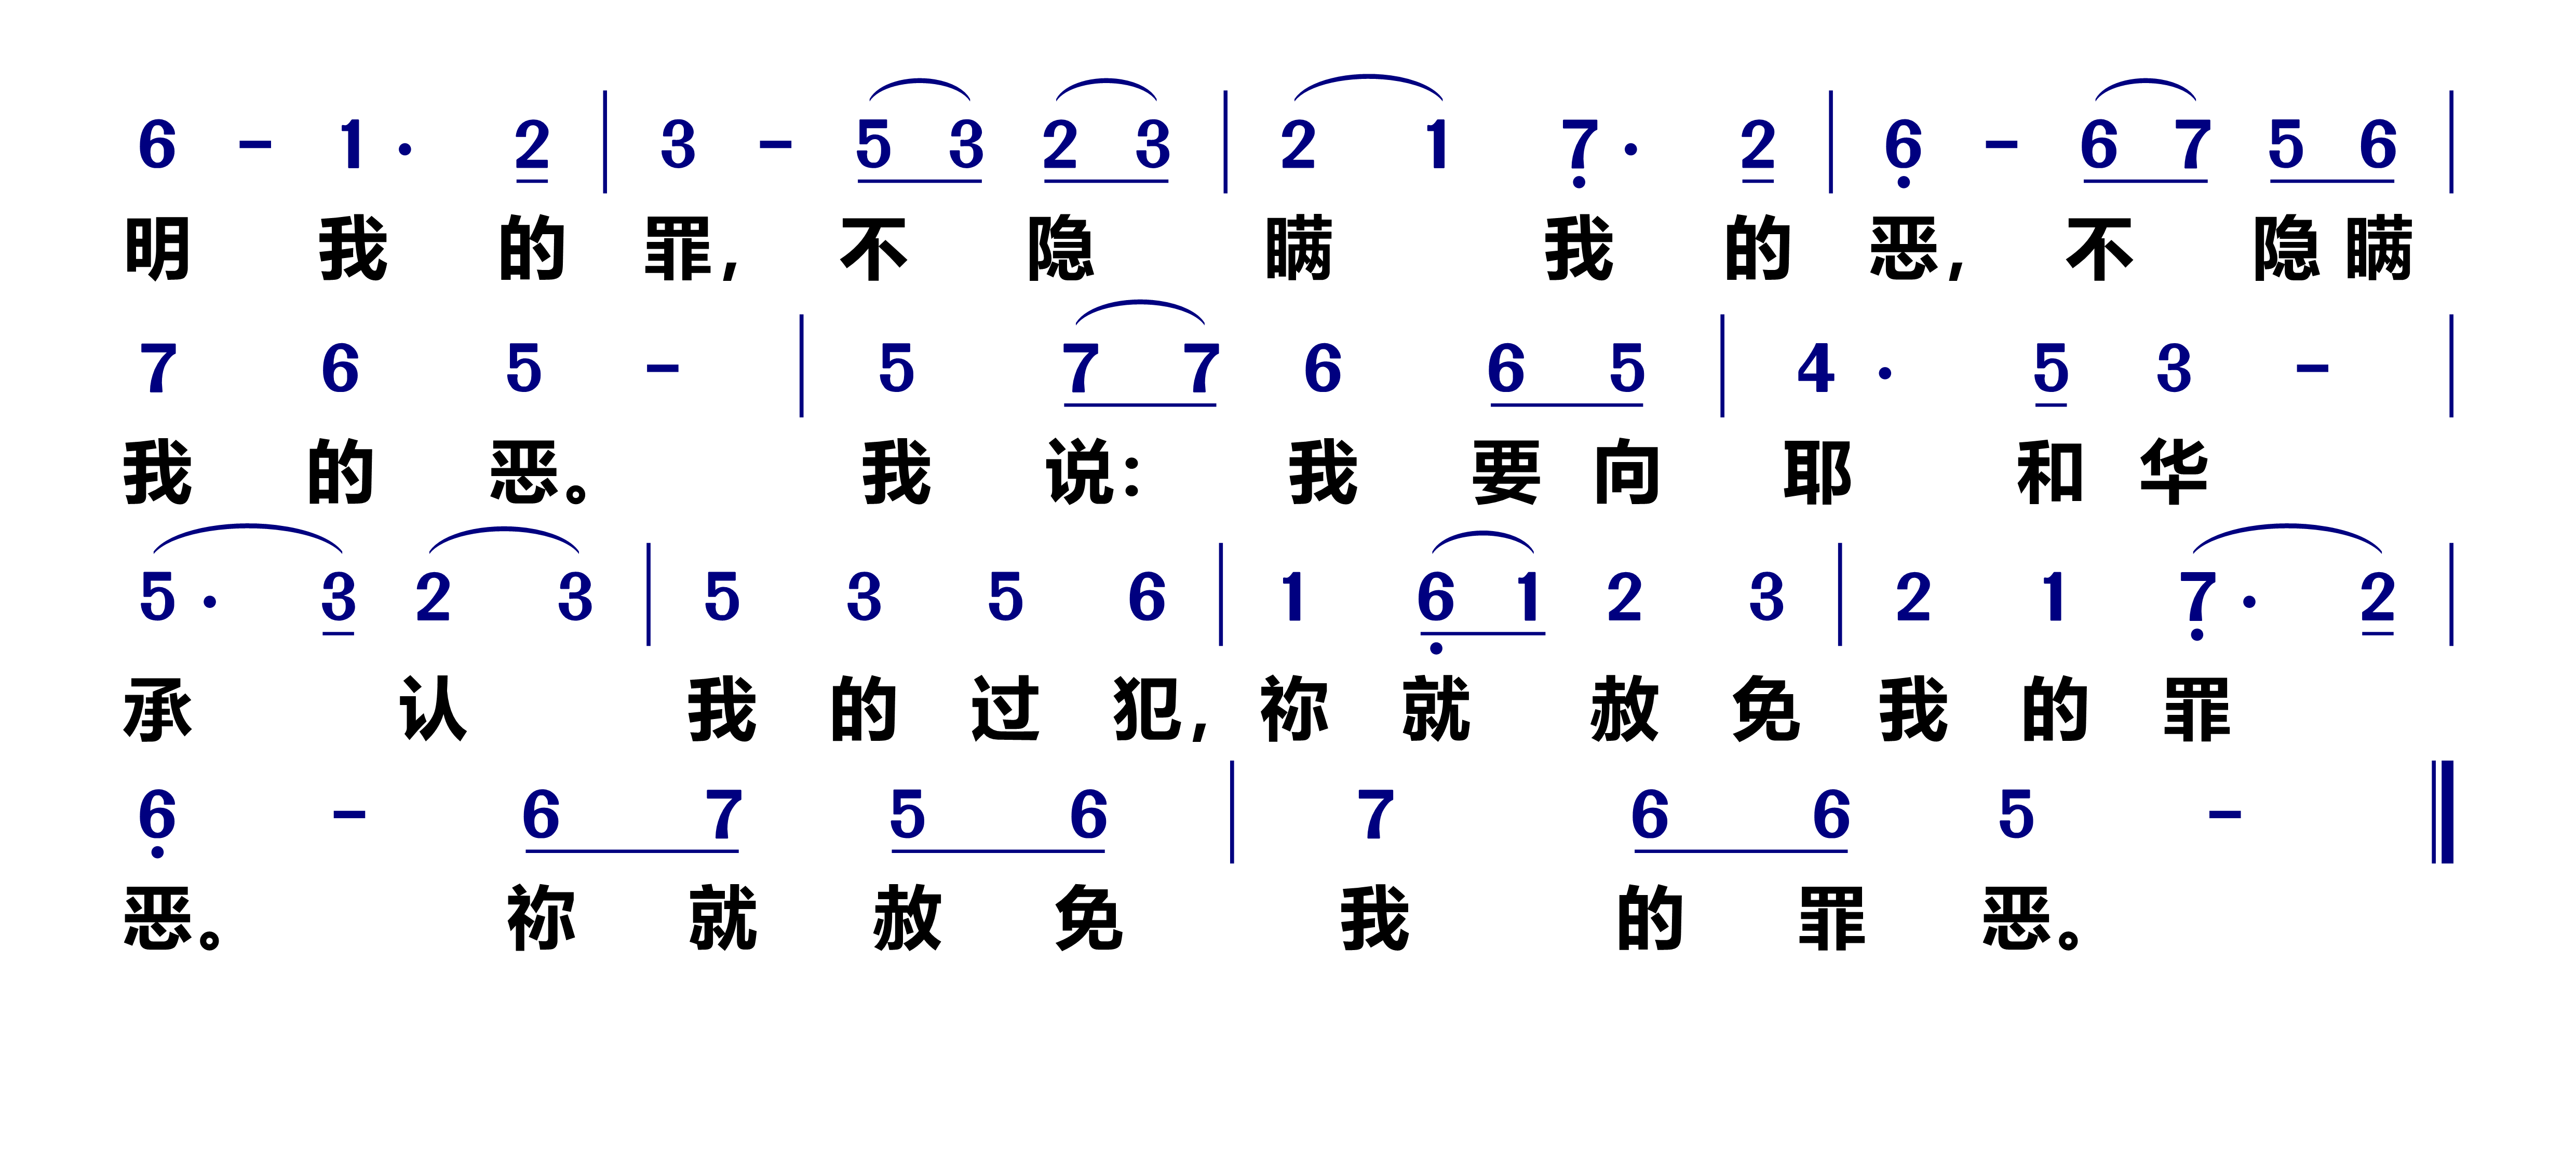 6 - 1 · 2 | 3 - 5 3 2 3 | 2 1 7 · 2 | 6 - 6 7 5 6 |
明 我 的 罪, 不 隐 瞒 我 的 恶, 不 隐 瞒
7 6 5 - | 5 7 7 6 6 5 | 4 · 5 3 - |
我 的 恶。 我 说: 我 要 向 耶 和 华
5 · 3 2 3 | 5 3 5 6 | 1 6 1 2 3 | 2 1 7 · 2 |
承 认 我 的 过 犯, 祢 就 赦 免 我 的 罪
6 - 6 7 5 6 | 7 6 6 5 - ‖
恶。 祢 就 赦 免 我 的 罪 恶。